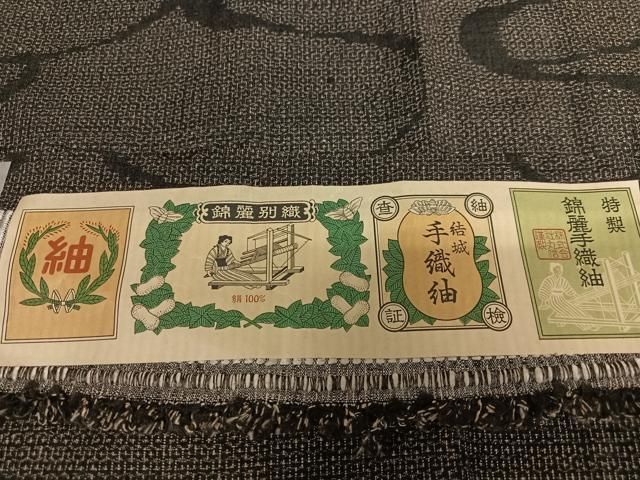 紬
錦麗別織
絹100%
査 紬
結城
手織紬
証 検
特製
錦麗手織紬